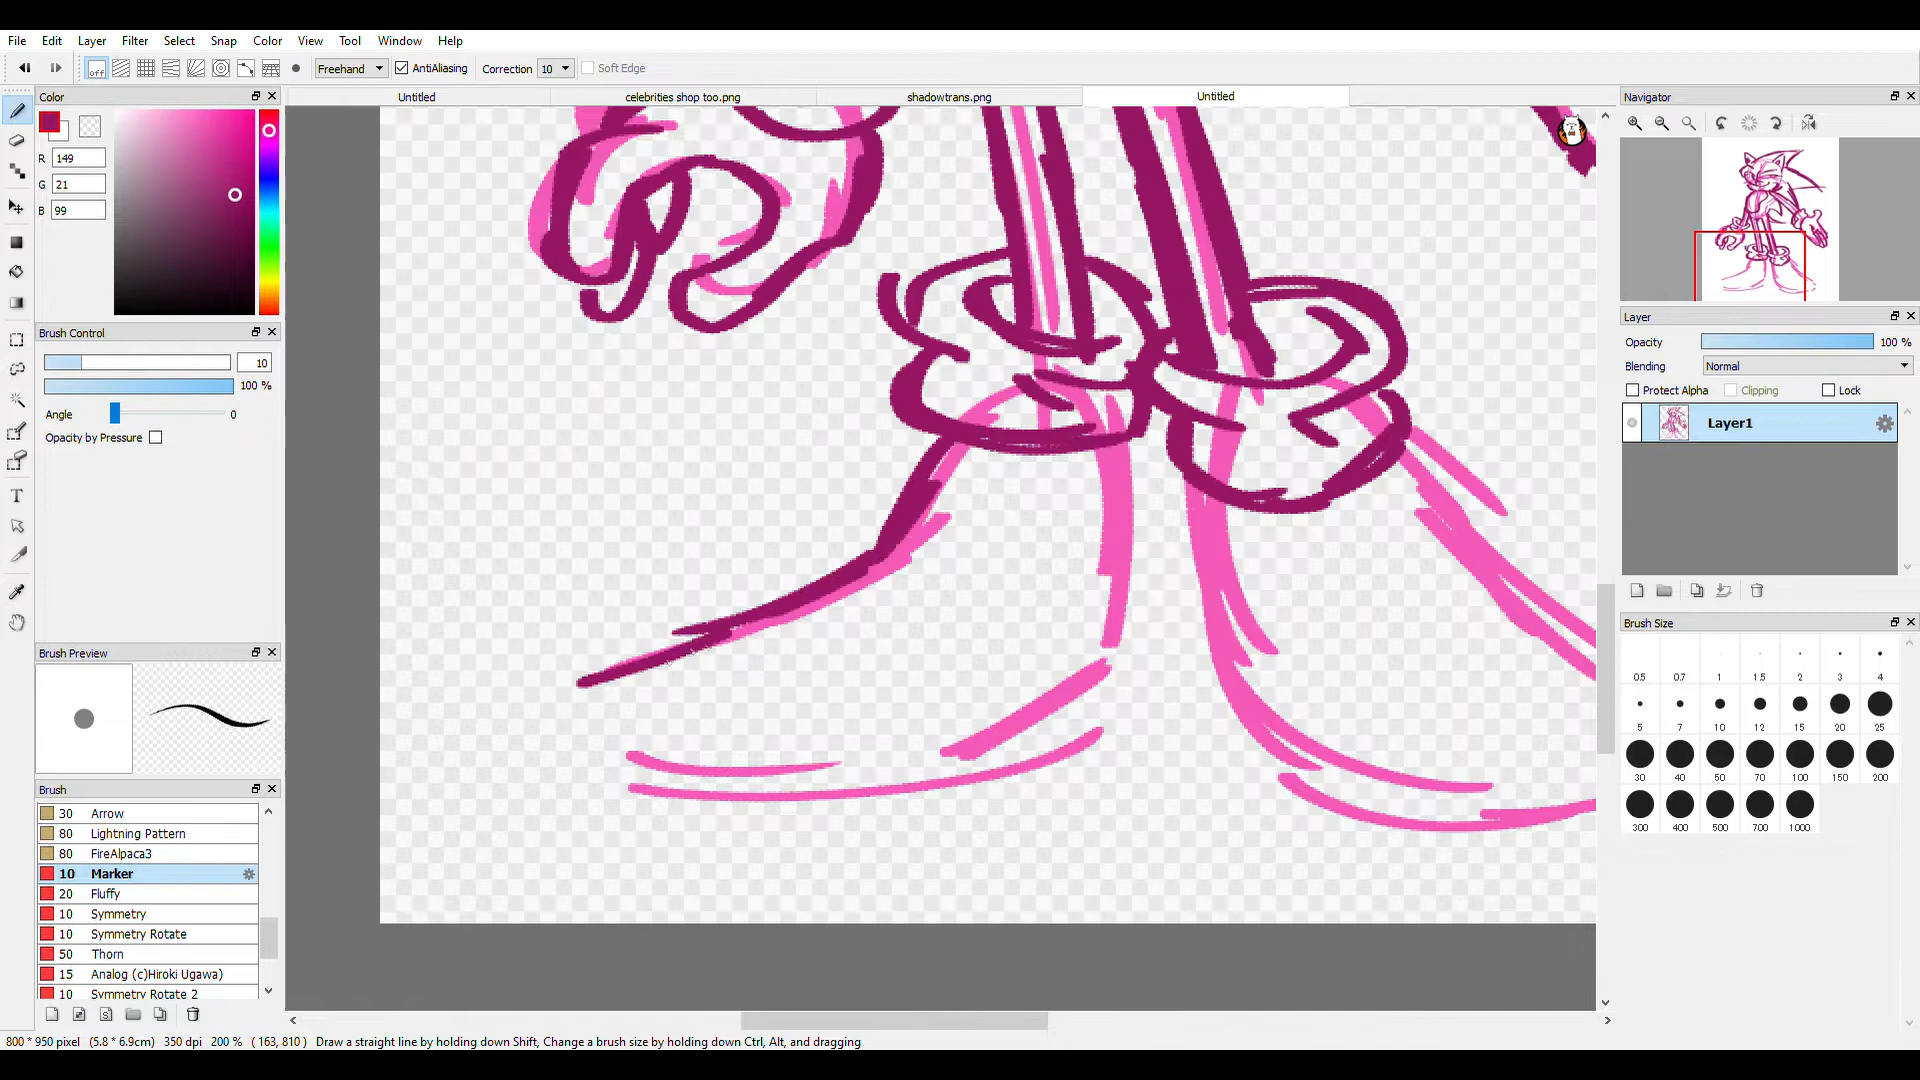 File Edit Layer Filter Select Snap Color View Tool Window Help
off Freehand AntiAliasing Correction 10 Soft Edge
Color
Untitled celebrities shop too.png shadowtrans.png Untitled
Navigator
R 149
G 21
B 99
Layer
Brush Control
Opacity 100 %
10
Blending Normal
100 %
Protect Alpha Clipping Lock
Angle 0
Layer1
Opacity by Pressure
T
Brush Size
Brush Preview
0.5 0.7 1 1.5 2 3 4
5 7 10 12 15 20 25
30 40 50 70 100 150 200
300 400 500 700 1000
Brush
30 Arrow
80 Lightning Pattern
80 FireAlpaca3
10 Marker
20 Fluffy
10 Symmetry
10 Symmetry Rotate
50 Thorn
15 Analog (c)Hiroki Ugawa)
10 Symmetry Rotate 2
800 * 950 pixel (5.8 * 6.9cm) 350 dpi 200 % ( 163, 810 ) Draw a straight line by holding down Shift, Change a brush size by holding down Ctrl, Alt, and dragging